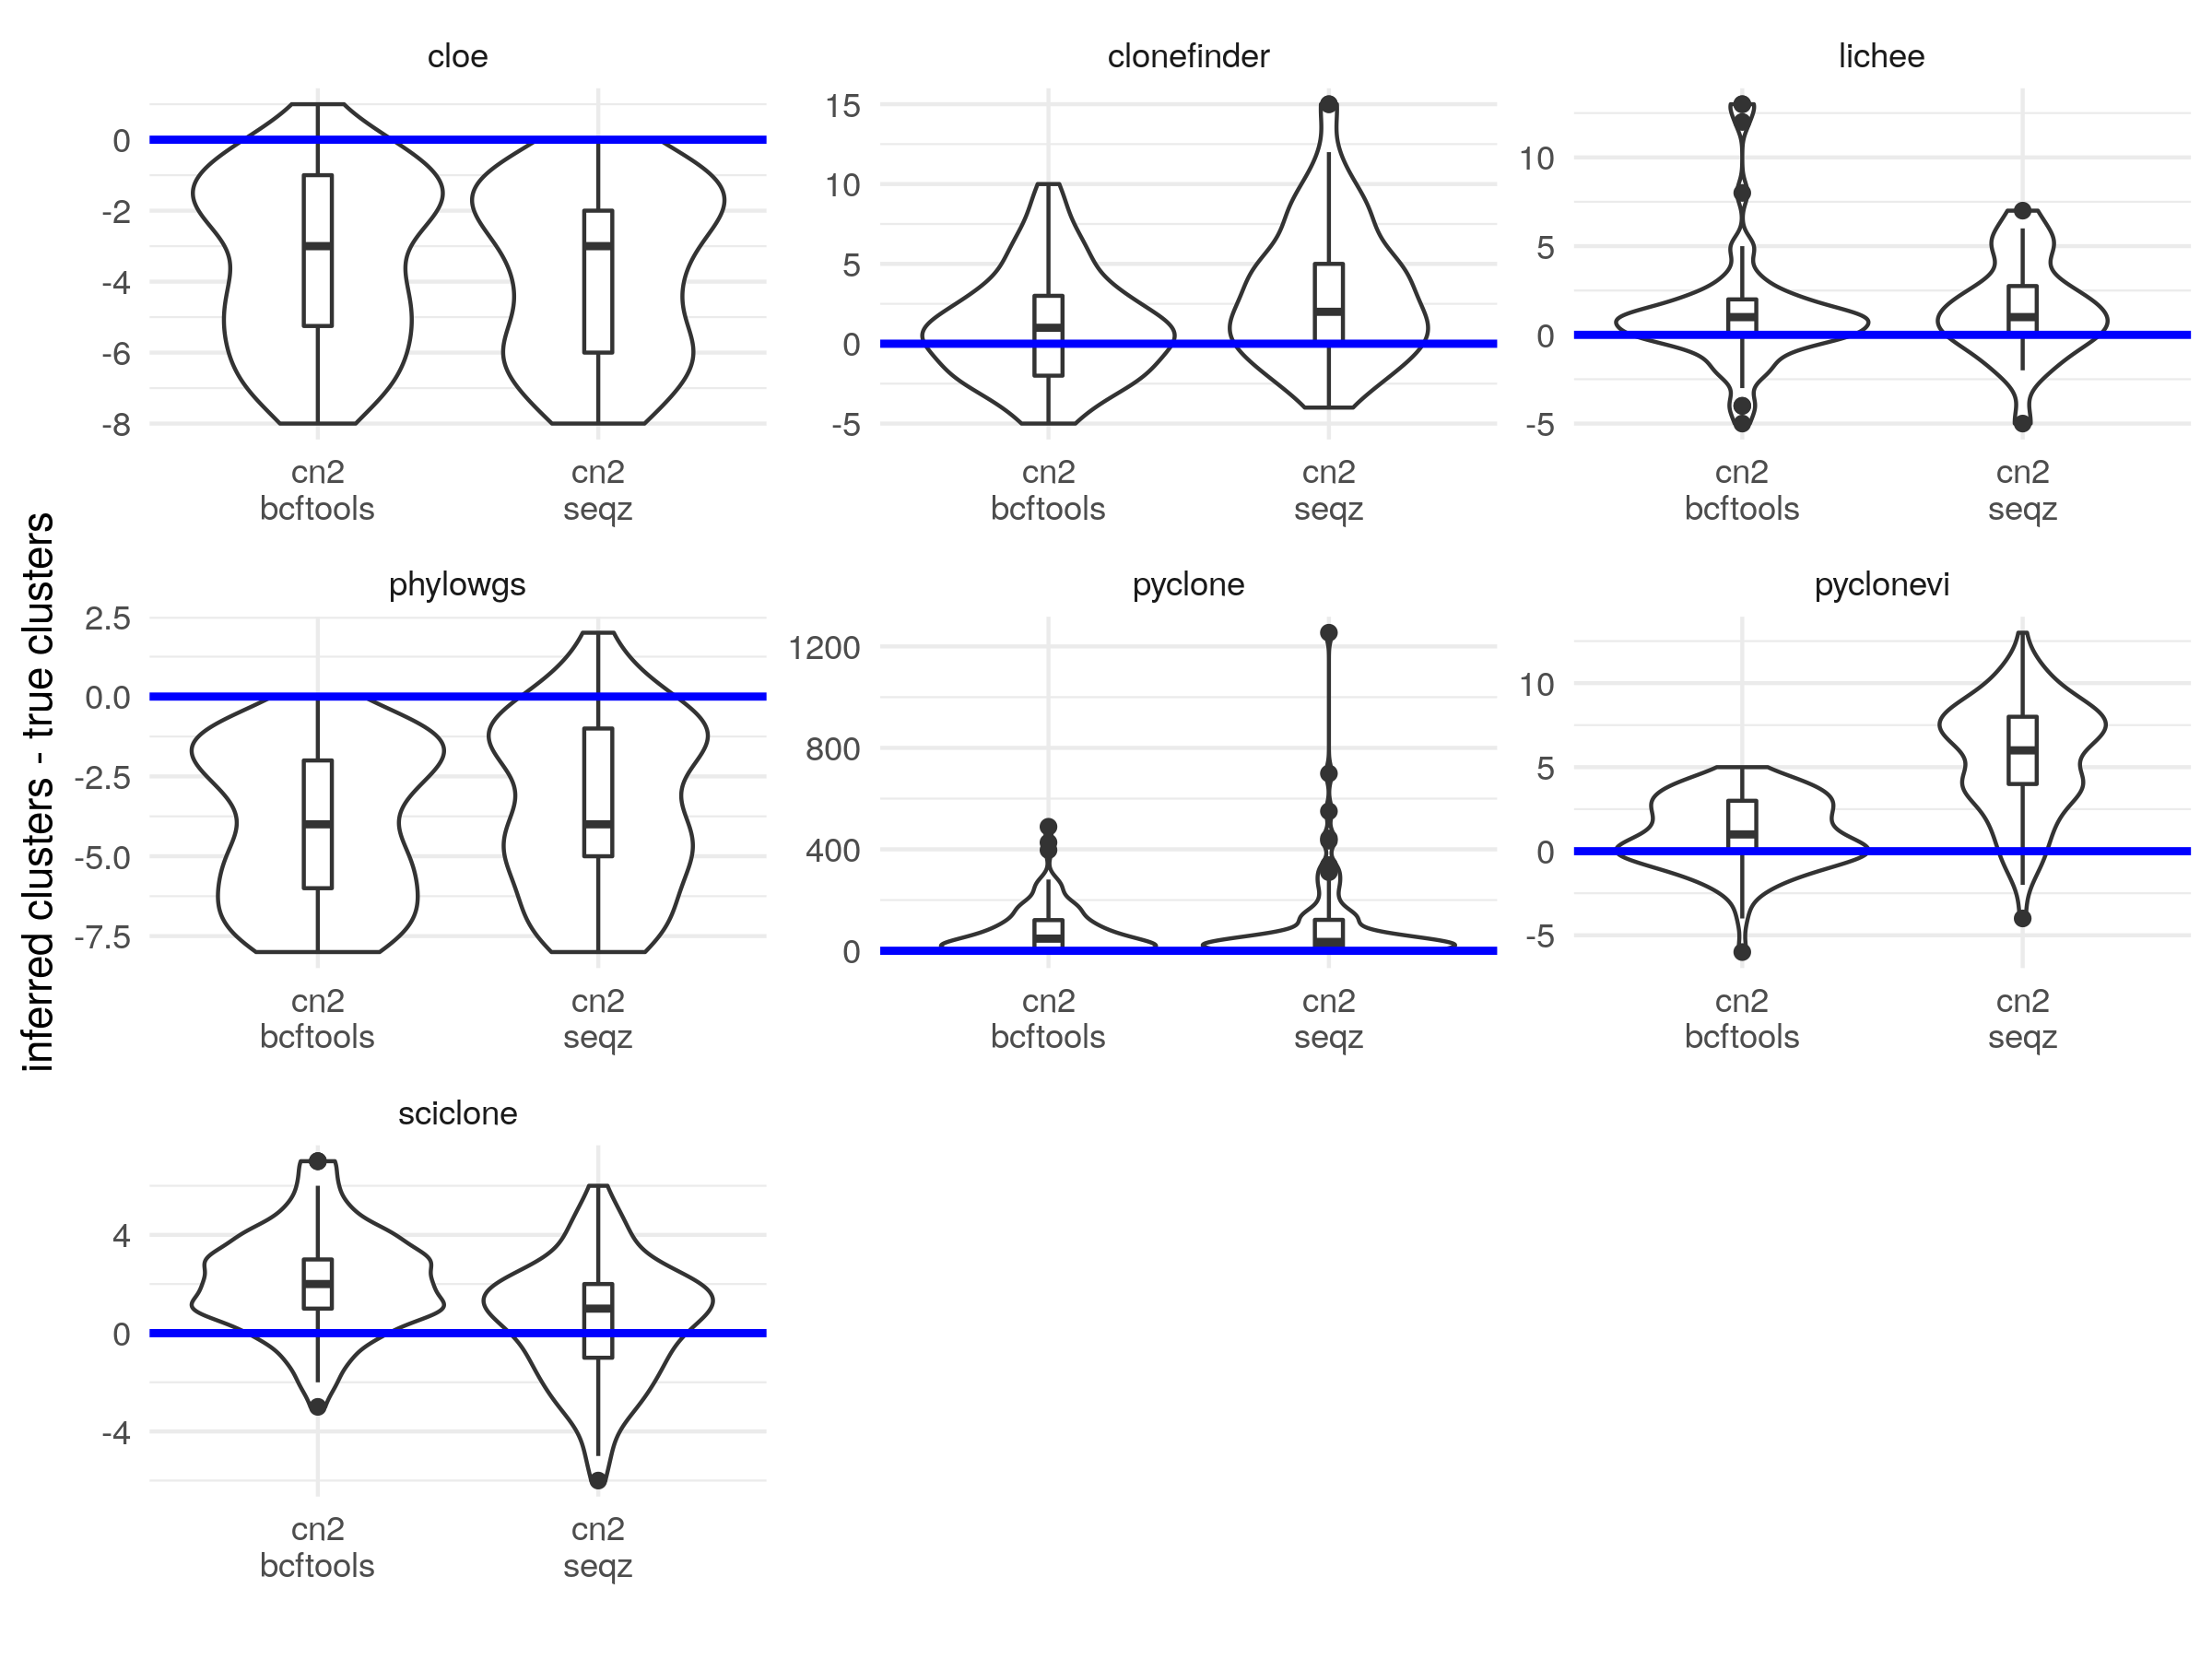 cloe
clonefinder
lichee
0
-2
-4
-6
-8
15
10
5
0
-5
10
5
0
-5
cn2
bcftools
cn2
seqz
cn2
bcftools
cn2
seqz
cn2
bcftools
cn2
seqz
inferred clusters - true clusters
phylowgs
pyclone
pyclonevi
2.5
0.0
-2.5
-5.0
-7.5
1200
800
400
0
10
5
0
-5
cn2
bcftools
cn2
seqz
cn2
bcftools
cn2
seqz
cn2
bcftools
cn2
seqz
sciclone
4
0
-4
cn2
bcftools
cn2
seqz